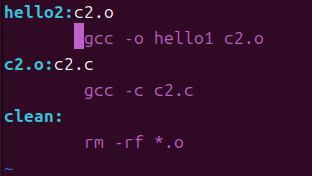 hello2:c2.o
gcc -o hello1 c2.o
c2.o:c2.c
gcc -c c2.c
clean:
rm -rf *.o
~